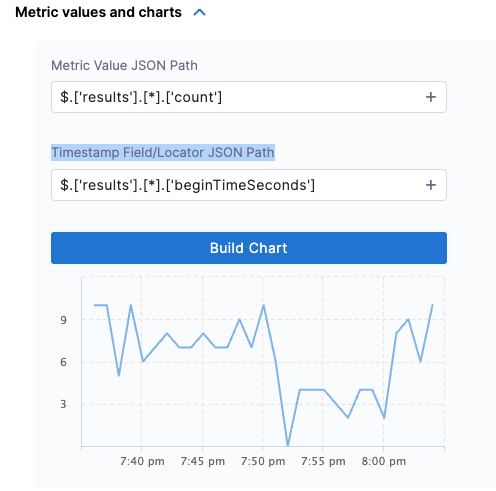 Metric values and charts
Metric Value JSON Path
$.['results'].[*].['count']
Timestamp Field/Locator JSON Path
$.['results'].[*].['beginTimeSeconds']
Build Chart
9
6
3
7:40 pm 7:45 pm 7:50 pm 7:55 pm 8:00 pm